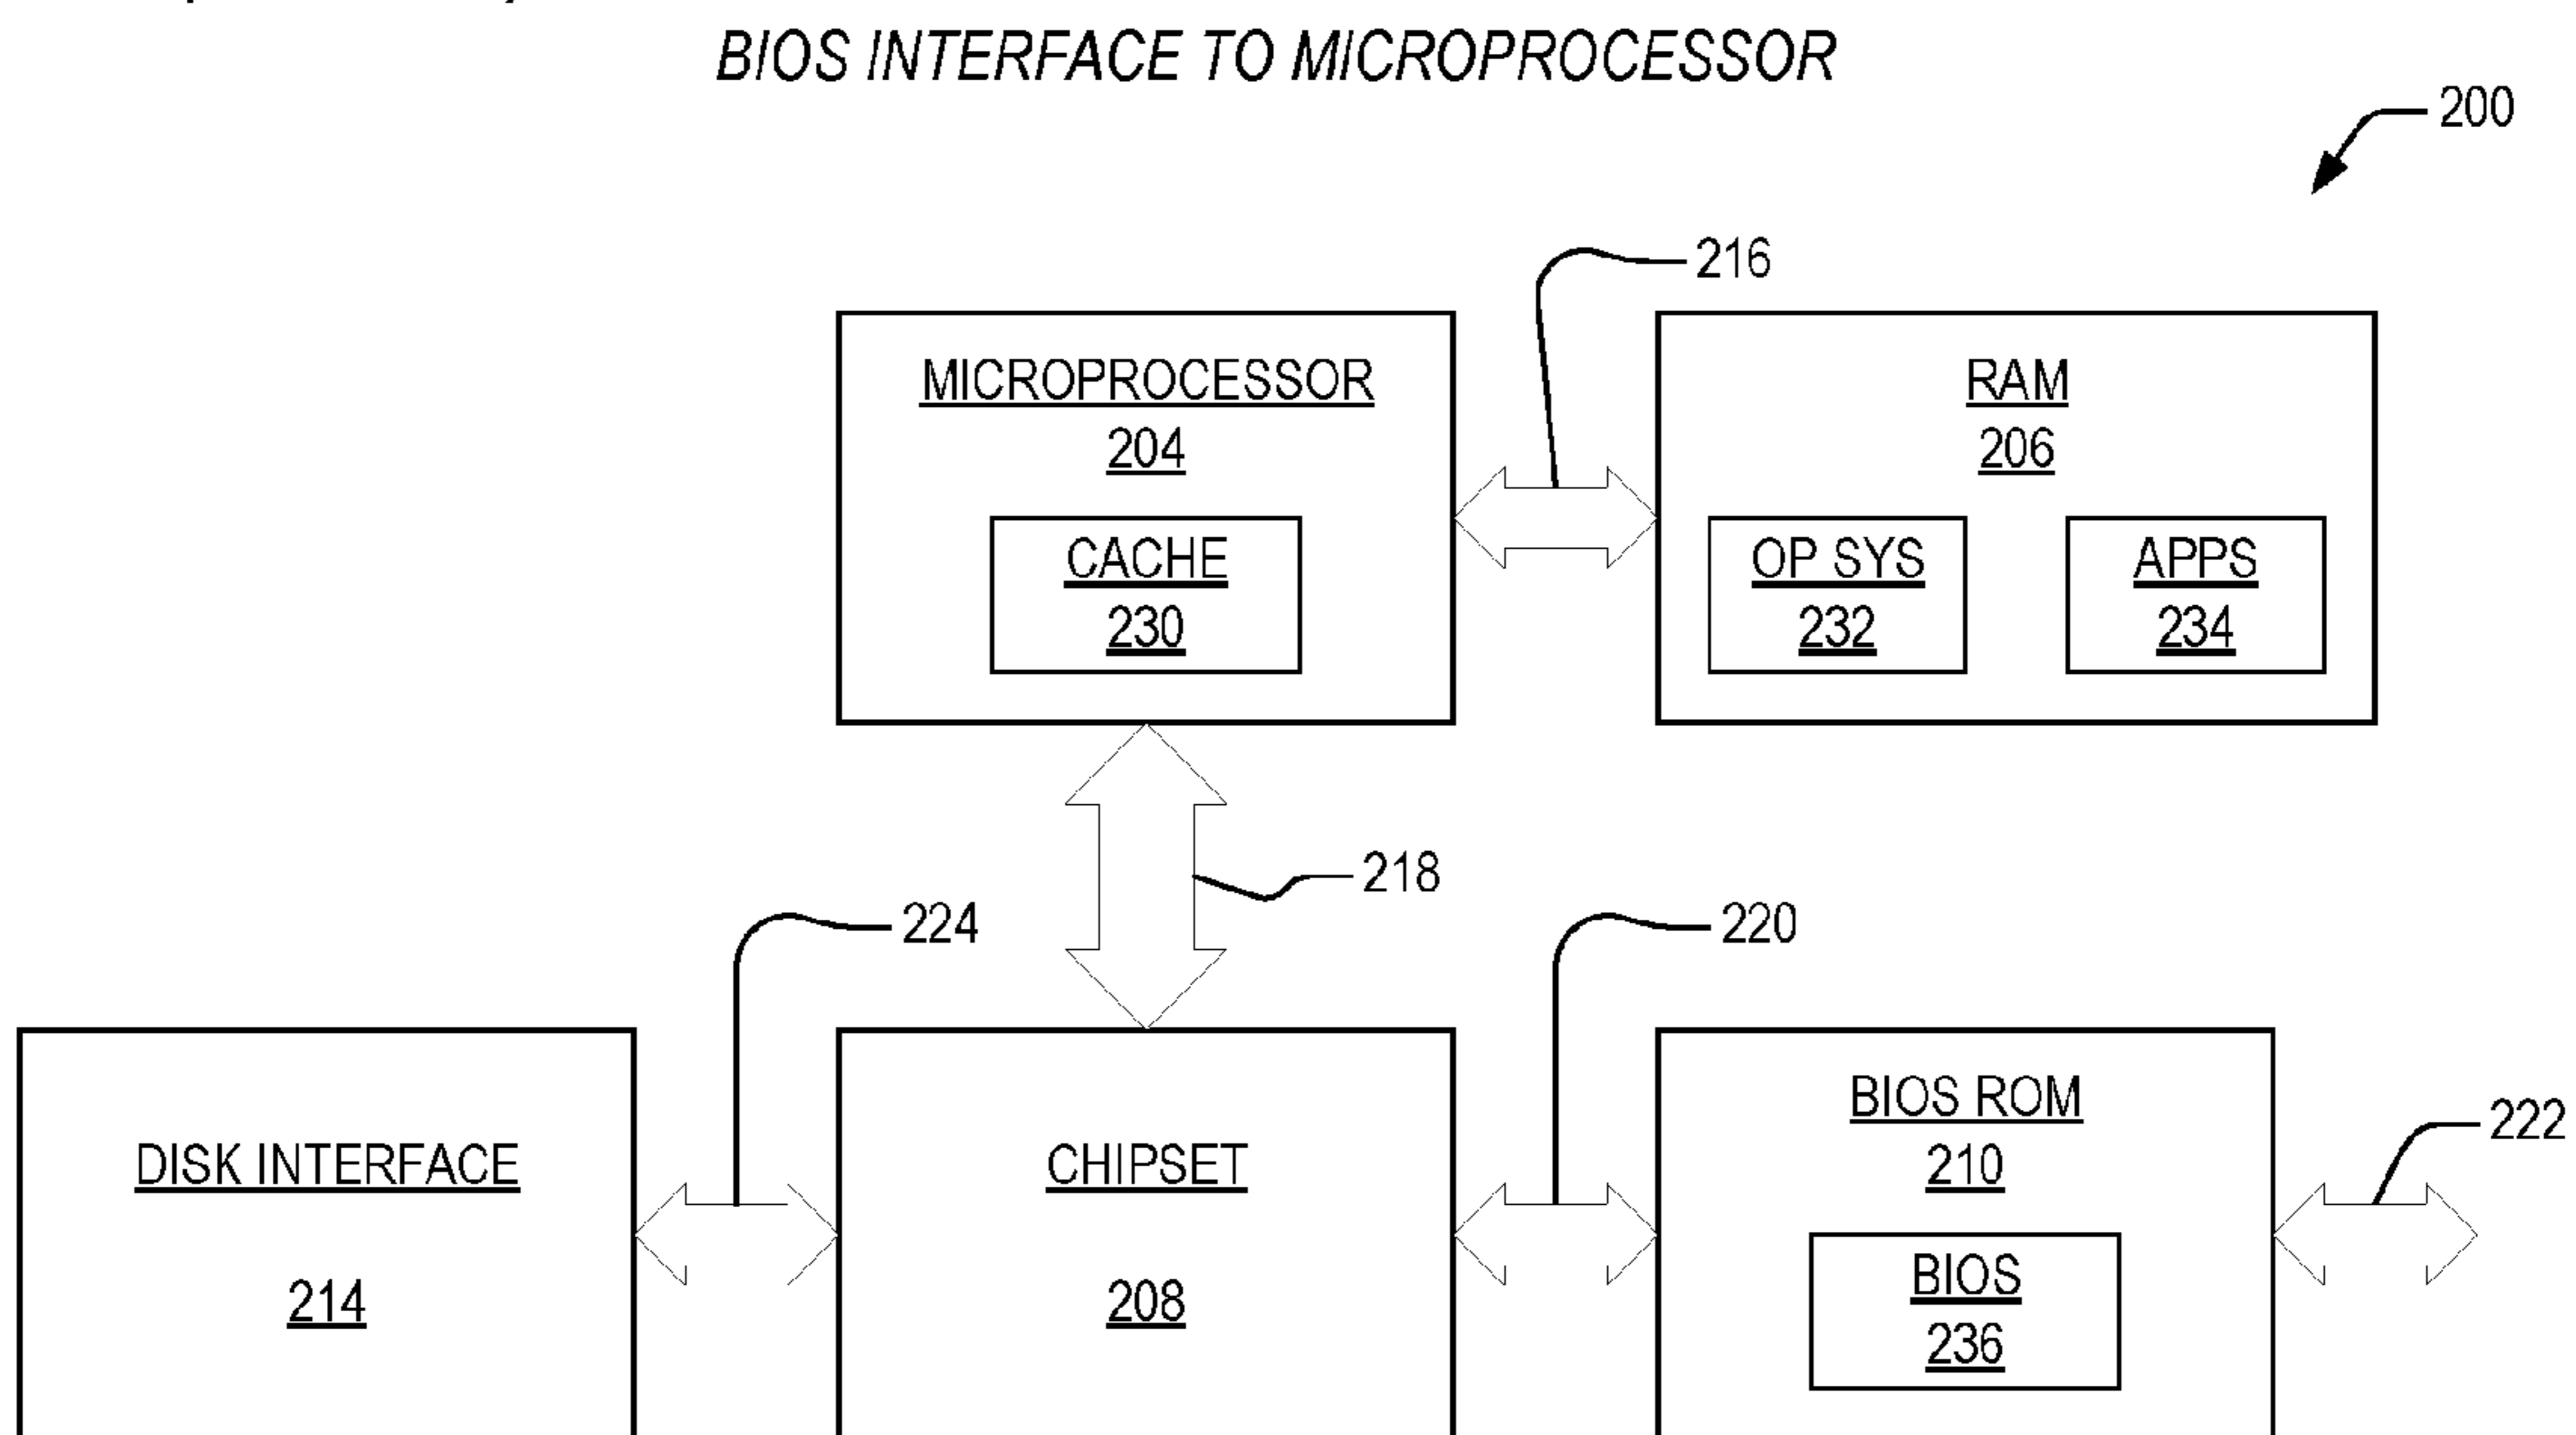 BIOS INTERFACE TO MICROPROCESSOR
200
216
MICROPROCESSOR
204
CACHE
230
RAM
206
OP SYS
232
APPS
234
218
224
220
222
DISK INTERFACE
214
CHIPSET
208
BIOS ROM
210
BIOS
236